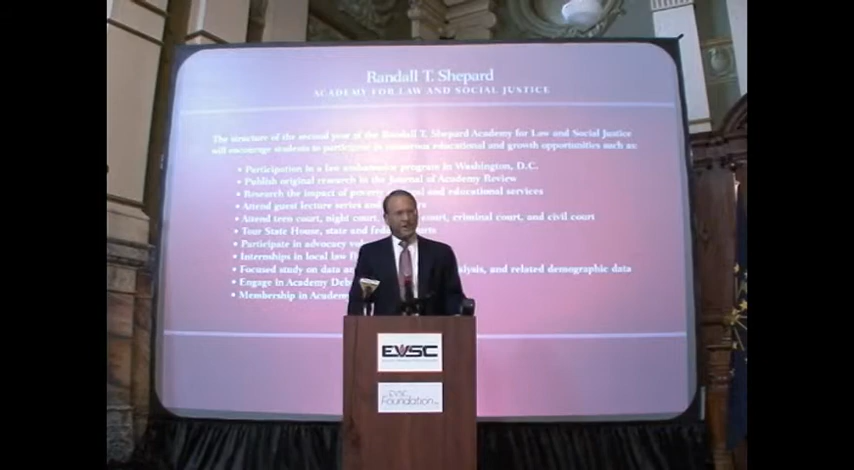 Randall T. Shepard
ACADEMY FOR LAW AND SOCIAL JUSTICE
The structure of the second year of the Randall T. Shepard Academy for Law and Social Justice
will encourage students to participate in numerous educational and growth opportunities such as:
• Participation in a law ambassador program in Washington, D.C.
• Publish original research in the Journal of Academy Review
• Research the impact of poverty and educational services
• Attend guest lecture series and
• Attend teen court, night court, court, criminal court, and civil court
• Tour State House, state and
• Participate in advocacy
• Internships in local law
• Focused study on data and related demographic data
• Engage in Academy
• Membership in Academy
EVSC
EVSC
Foundation